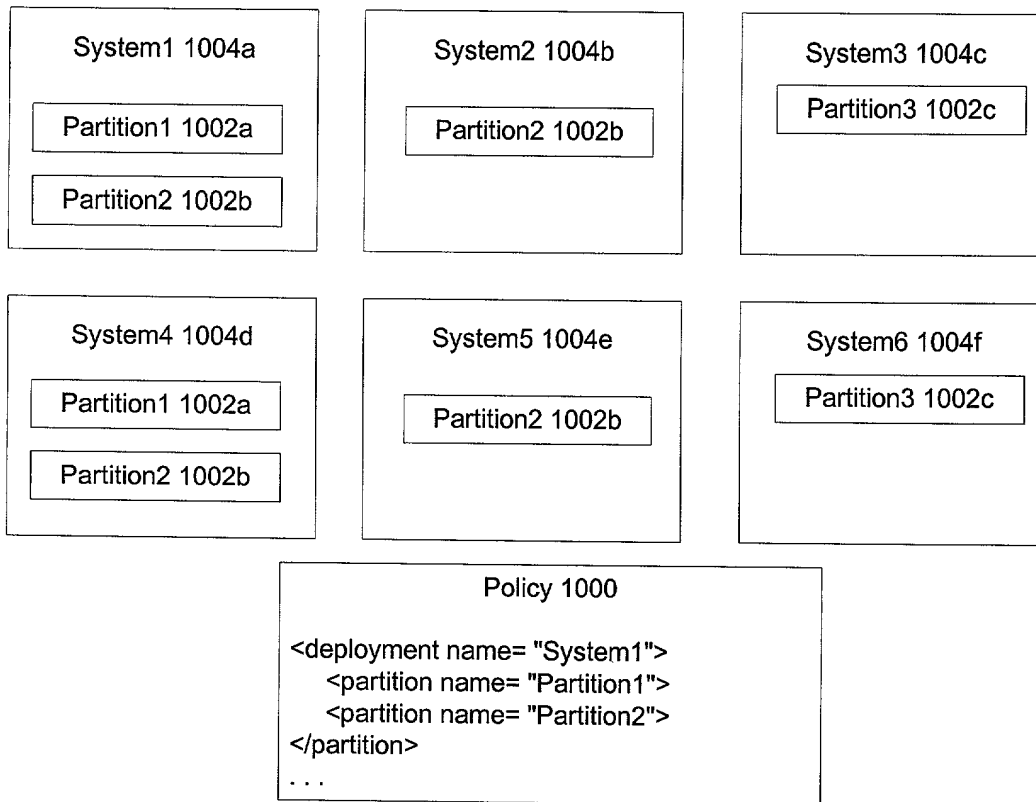 System1 1004a
Partition1 1002a
Partition2 1002b
System2 1004b
Partition2 1002b
System3 1004c
Partition3 1002c
System4 1004d
Partition1 1002a
Partition2 1002b
System5 1004e
Partition2 1002b
System6 1004f
Partition3 1002c
Policy 1000
<deployment name= "System1">
<partition name= "Partition1">
<partition name= "Partition2">
</partition>
. . .